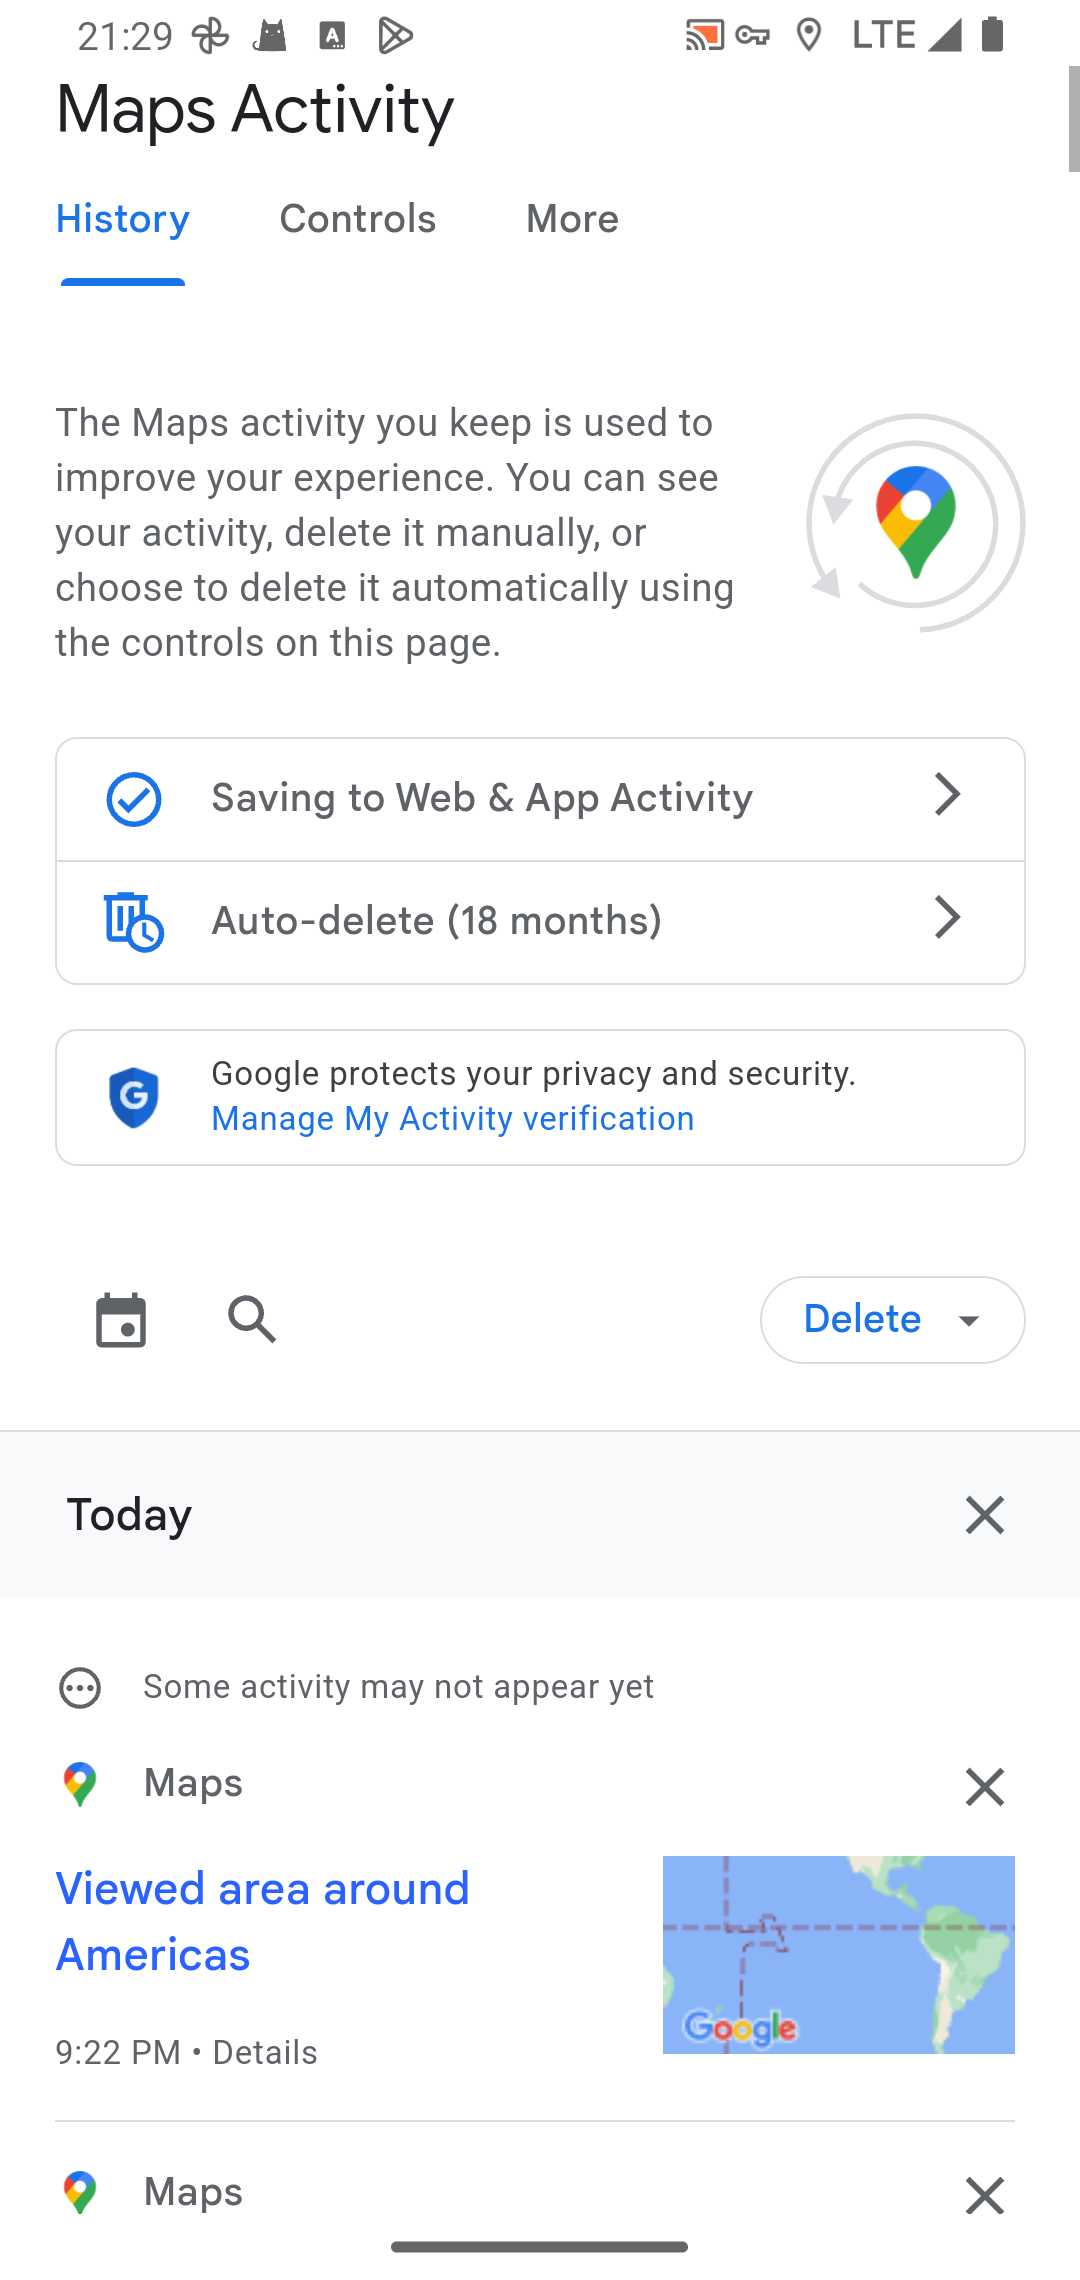 21:29
LTE
Maps Activity
History
Controls
More
The Maps activity you keep is used to
improve your experience. You can see
your activity, delete it manually, or
choose to delete it automatically using
the controls on this page.
Saving to Web & App Activity
Auto-delete (18 months)
Google protects your privacy and security.
Manage My Activity verification
Delete
Today
Some activity may not appear yet
Maps
Viewed area around
Americas
Google
9:22 PM • Details
Maps